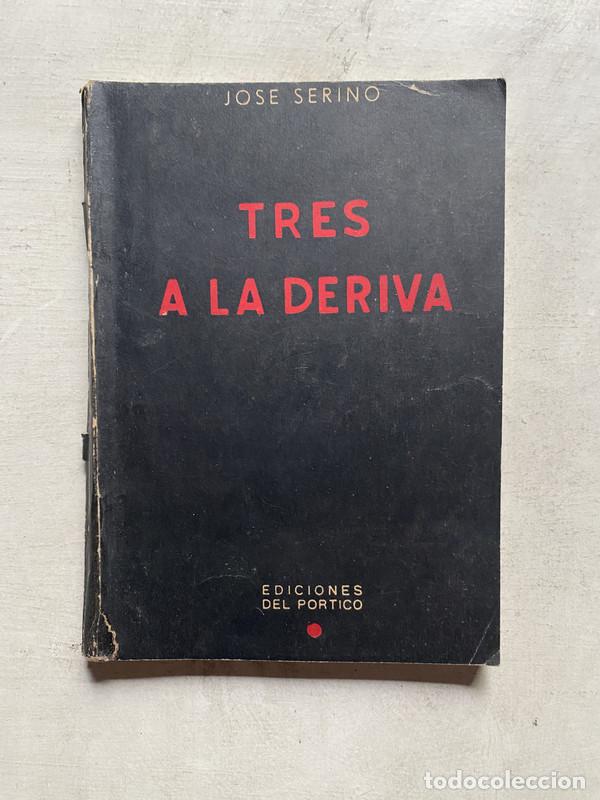 JOSE SERINO
TRES
A LA DERIVA
EDICIONES
DEL PORTICO
todocoleccion